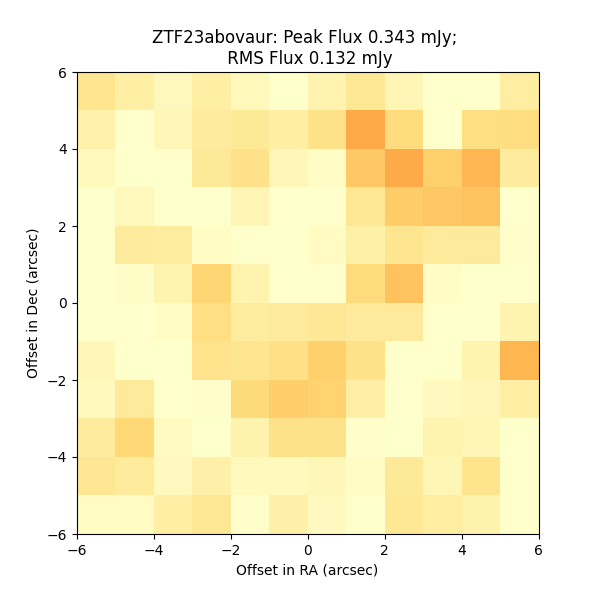 ZTF23abovaur: Peak Flux 0.343 mJy;
RMS Flux 0.132 mJy
6
4
2
0
−2
−4
−6
Offset in Dec (arcsec)
−6 −4 −2 0 2 4 6
Offset in RA (arcsec)